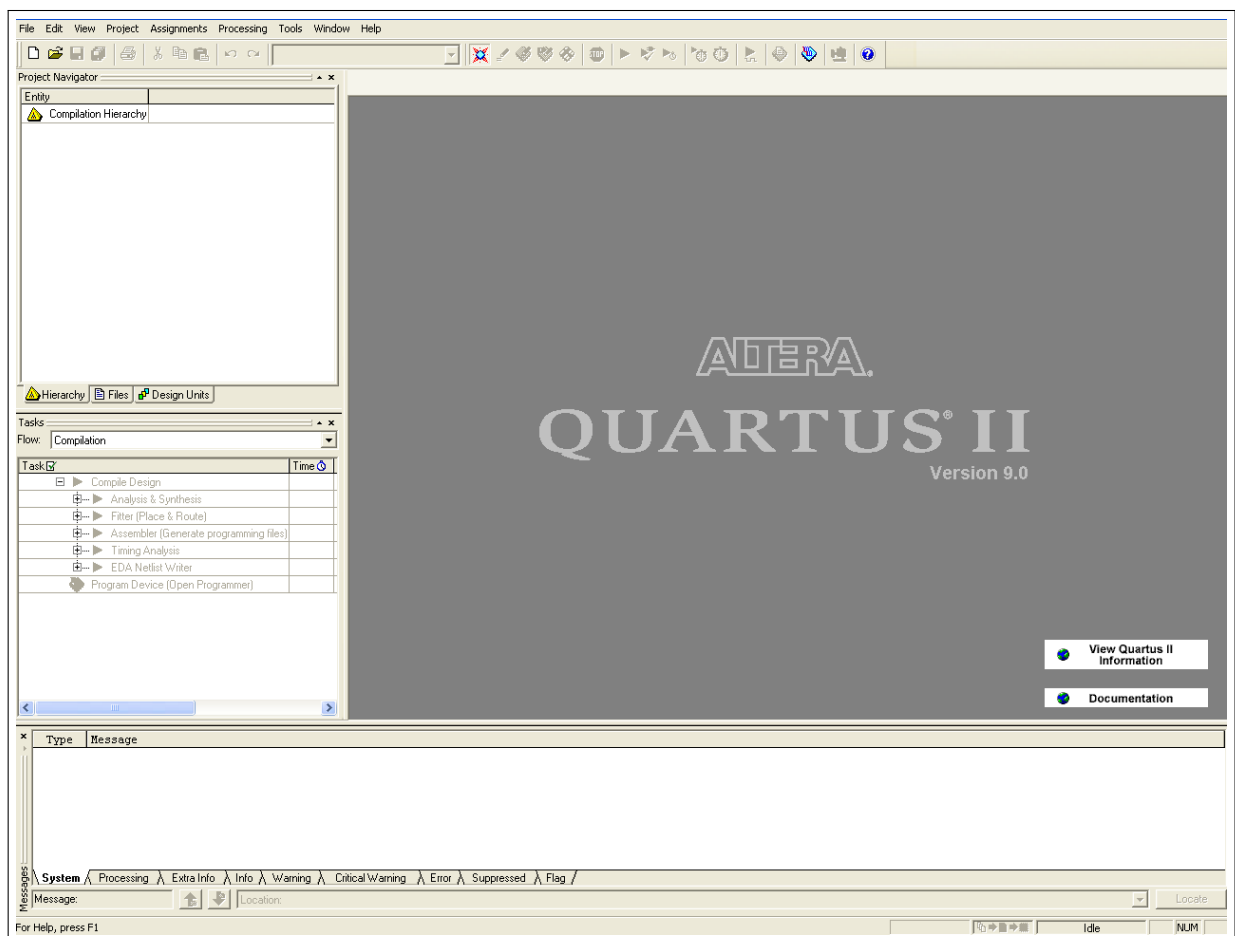 File Edit View Project Assignments Processing Tools Window Help
Project Navigator
Entity
Compilation Hierarchy
Hierarchy Files Design Units
Tasks
Flow: Compilation
Task Time
Compile Design
Analysis & Synthesis
Fitter (Place & Route)
Assembler (Generate programming files)
Timing Analysis
EDA Netlist Writer
Program Device (Open Programmer)
ALTERA®
QUARTUS® II
Version 9.0
View Quartus II
Information
Documentation
Type Message
System Processing Extra Info Info Warning Critical Warning Error Suppressed Flag
Messages
Message: Location: Locate
For Help, press F1 Idle NUM